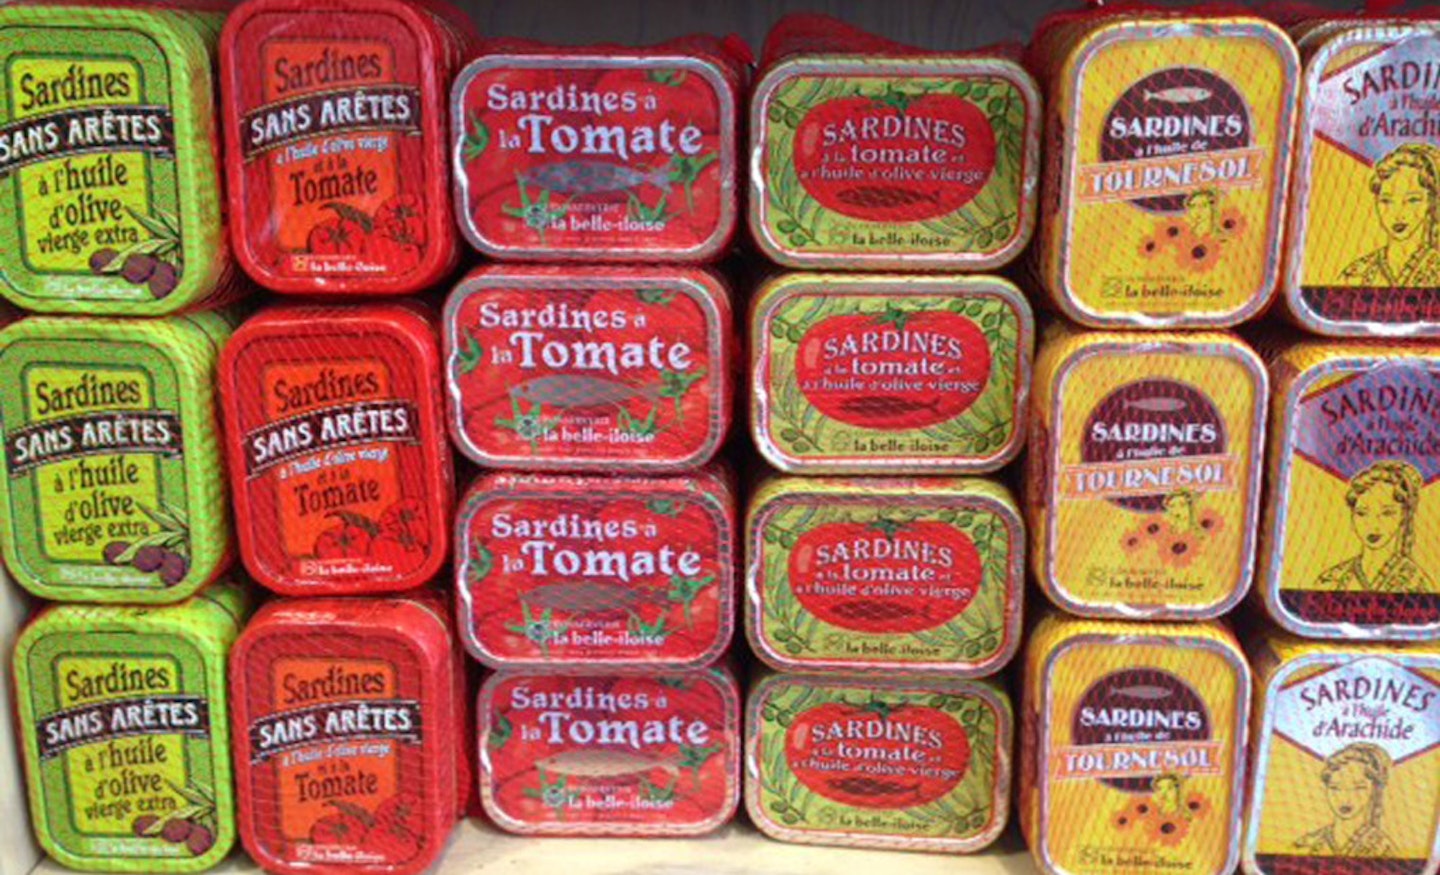 Sardines
SANS ARÊTES
à l'huile
d'olive
vierge extra
la belle-iloise
Sardines
SANS ARÊTES
à l'huile d'olive vierge
et à la
Tomate
la belle-iloise
Sardines à
la Tomate
la belle-iloise
SARDINES
à la tomate et
à l'huile d'olive vierge
la belle-iloise
SARDINES
à l'huile de
TOURNESOL
la belle-iloise
SARDIN
à l'huile
d'Arachi
Sardines
SANS ARÊTES
à l'huile
d'olive
vierge extra
Sardines
SANS ARÊTES
à l'huile d'olive vierge
et à la
Tomate
la belle-iloise
Sardines à
la Tomate
la belle-iloise
SARDINES
à la tomate et
à l'huile d'olive vierge
la belle-iloise
SARDINES
à l'huile de
TOURNESOL
la belle-iloise
SARDIN
à l'huile
d'Arachide
Sardines à
la Tomate
la belle-iloise
SARDINES
à la tomate et
à l'huile d'olive vierge
la belle-iloise
Sardines
SANS ARÊTES
à l'huile
d'olive
vierge extra
Sardines
SANS ARÊTES
à l'huile d'olive vierge
et à la
Tomate
la belle-iloise
Sardines à
la Tomate
la belle-iloise
SARDINES
à la tomate et
à l'huile d'olive vierge
la belle-iloise
SARDINES
à l'huile de
TOURNESOL
la belle-iloise
SARDINES
à l'huile
d'Arachide